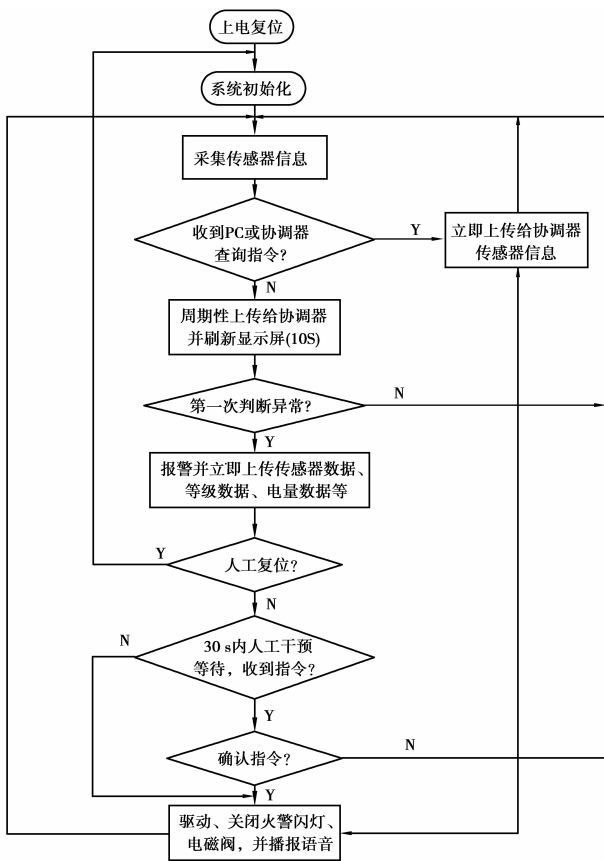 上电复位
系统初始化
采集传感器信息
收到PC或协调器
查询指令?
Y
立即上传给协调器
传感器信息
N
周期性上传给协调器
并刷新显示屏(10S)
第一次判断异常?
N
Y
报警并立即上传传感器数据、
等级数据、电量数据等
人工复位?
Y
N
30 s内人工干预
等待，收到指令?
N
Y
确认指令?
N
Y
驱动、关闭火警闪灯、
电磁阀，并播报语音